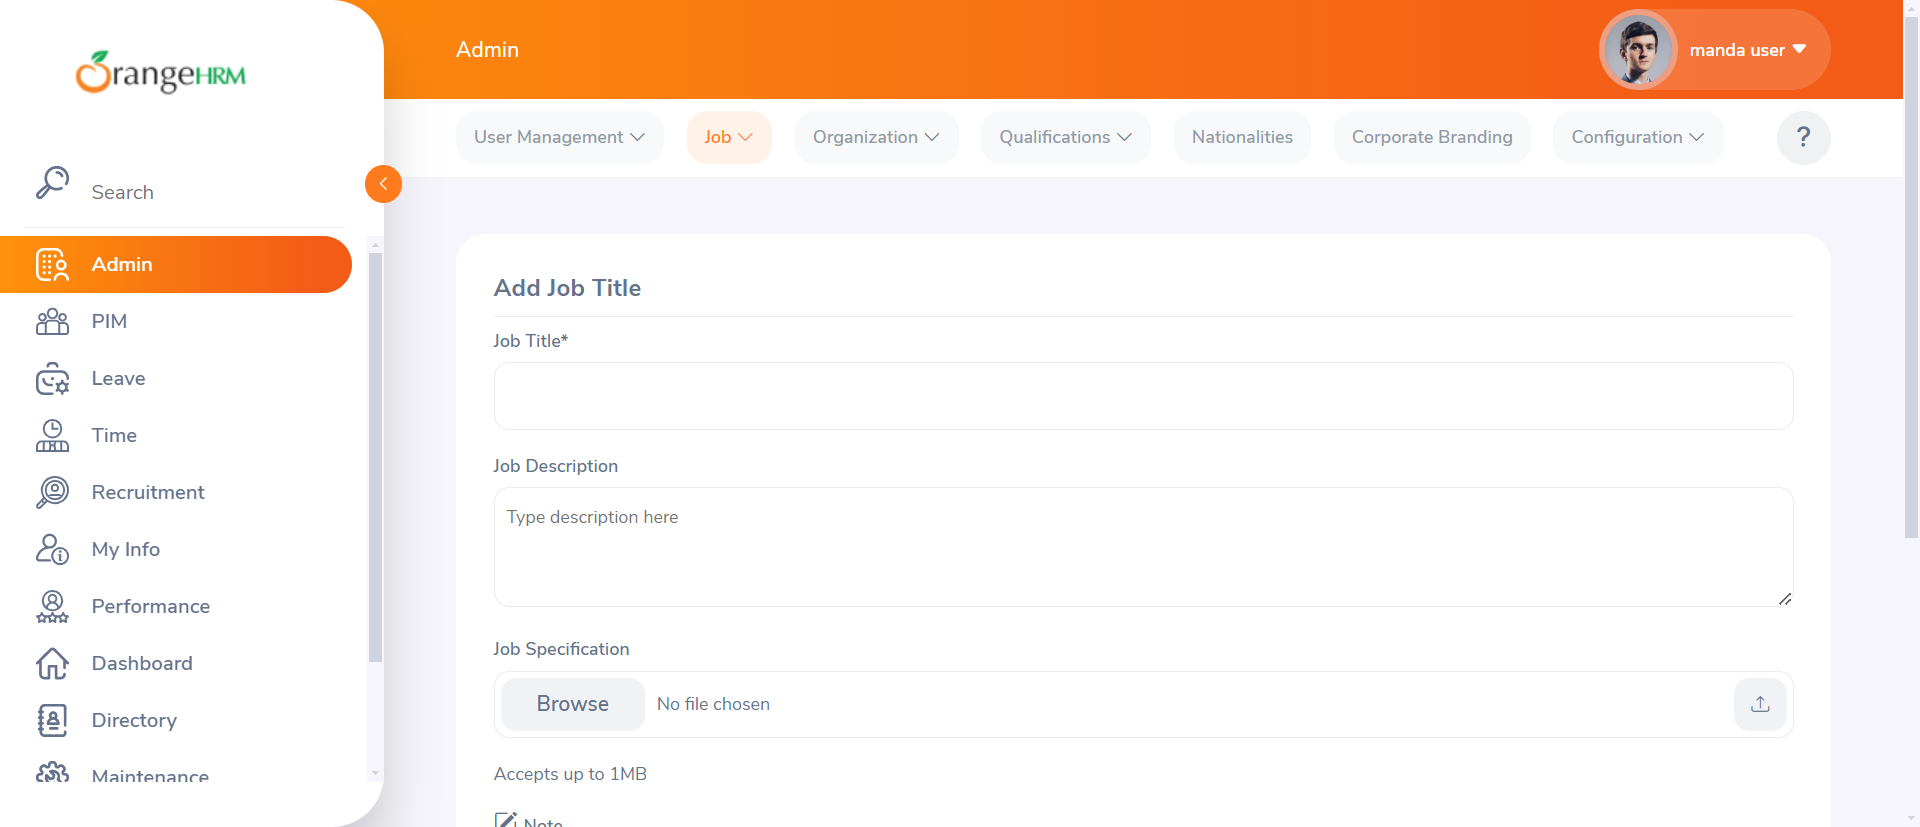 OrangeHRM
Admin
manda user
User Management
Job
Organization
Qualifications
Nationalities
Corporate Branding
Configuration
?
Search
Admin
PIM
Leave
Time
Recruitment
My Info
Performance
Dashboard
Directory
Maintenance
Add Job Title
Job Title*
Job Description
Type description here
Job Specification
Browse
No file chosen
Accepts up to 1MB
Note